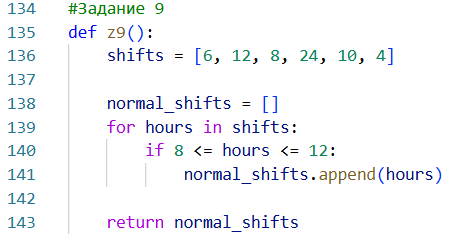 134 #Задание 9
135 def z9():
136     shifts = [6, 12, 8, 24, 10, 4]
137
138     normal_shifts = []
139     for hours in shifts:
140         if 8 <= hours <= 12:
141             normal_shifts.append(hours)
142
143     return normal_shifts